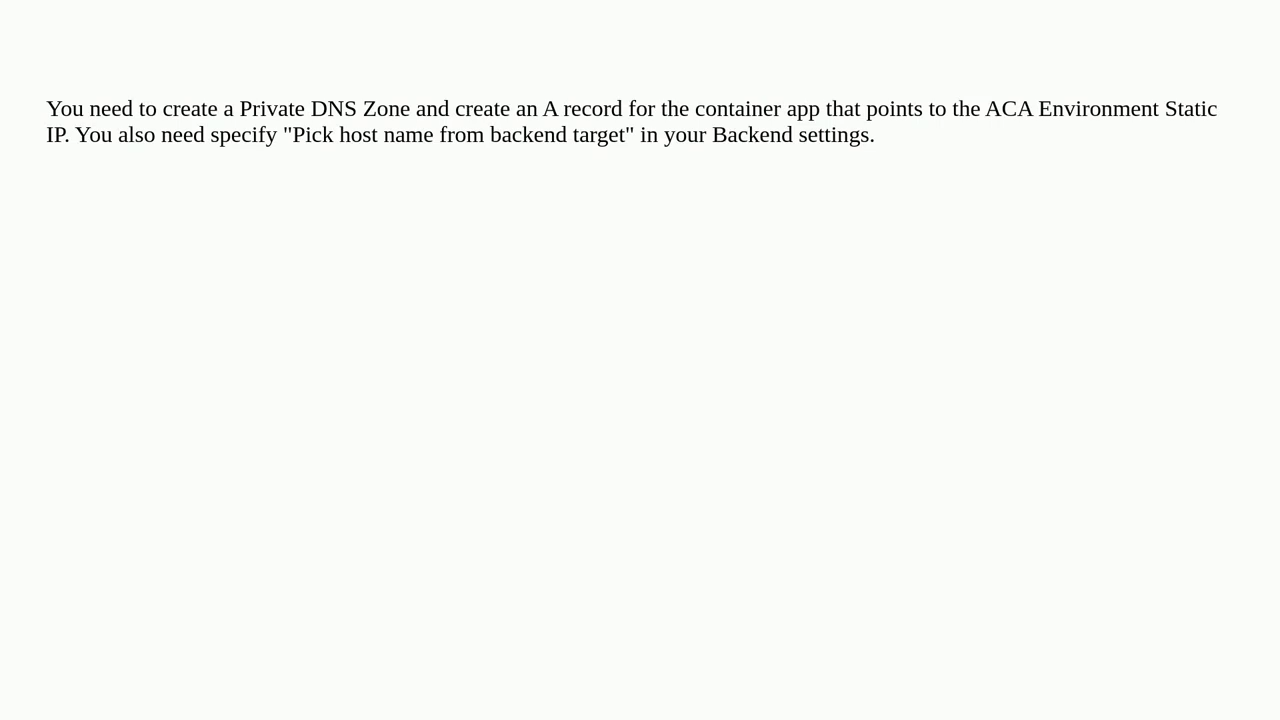 You need to create a Private DNS Zone and create an A record for the container app that points to the ACA Environment Static
IP. You also need specify "Pick host name from backend target" in your Backend settings.